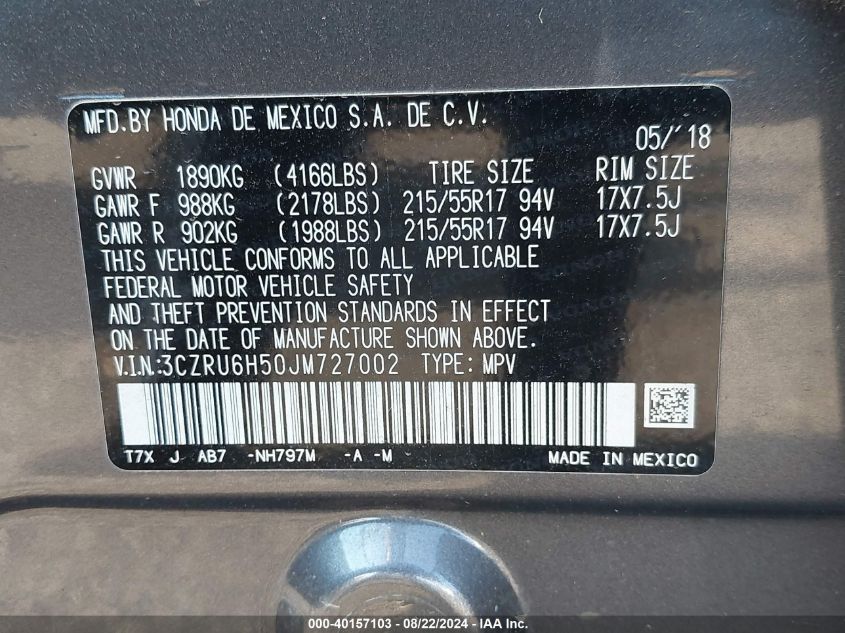 MFD.BY HONDA DE MEXICO S.A. DE C.V.
05/'18
GVWR 1890KG (4166LBS) TIRE SIZE RIM SIZE
GAWR F 988KG (2178LBS) 215/55R17 94V 17X7.5J
GAWR R 902KG (1988LBS) 215/55R17 94V 17X7.5J
THIS VEHICLE CONFORMS TO ALL APPLICABLE
FEDERAL MOTOR VEHICLE SAFETY
AND THEFT PREVENTION STANDARDS IN EFFECT
ON THE DATE OF MANUFACTURE SHOWN ABOVE.
V.I.N:3CZRU6H50JM727002 TYPE: MPV
T7X J AB7 -NH797M -A -M MADE IN MEXICO
000-40157103 - 08/22/2024 - IAA Inc.